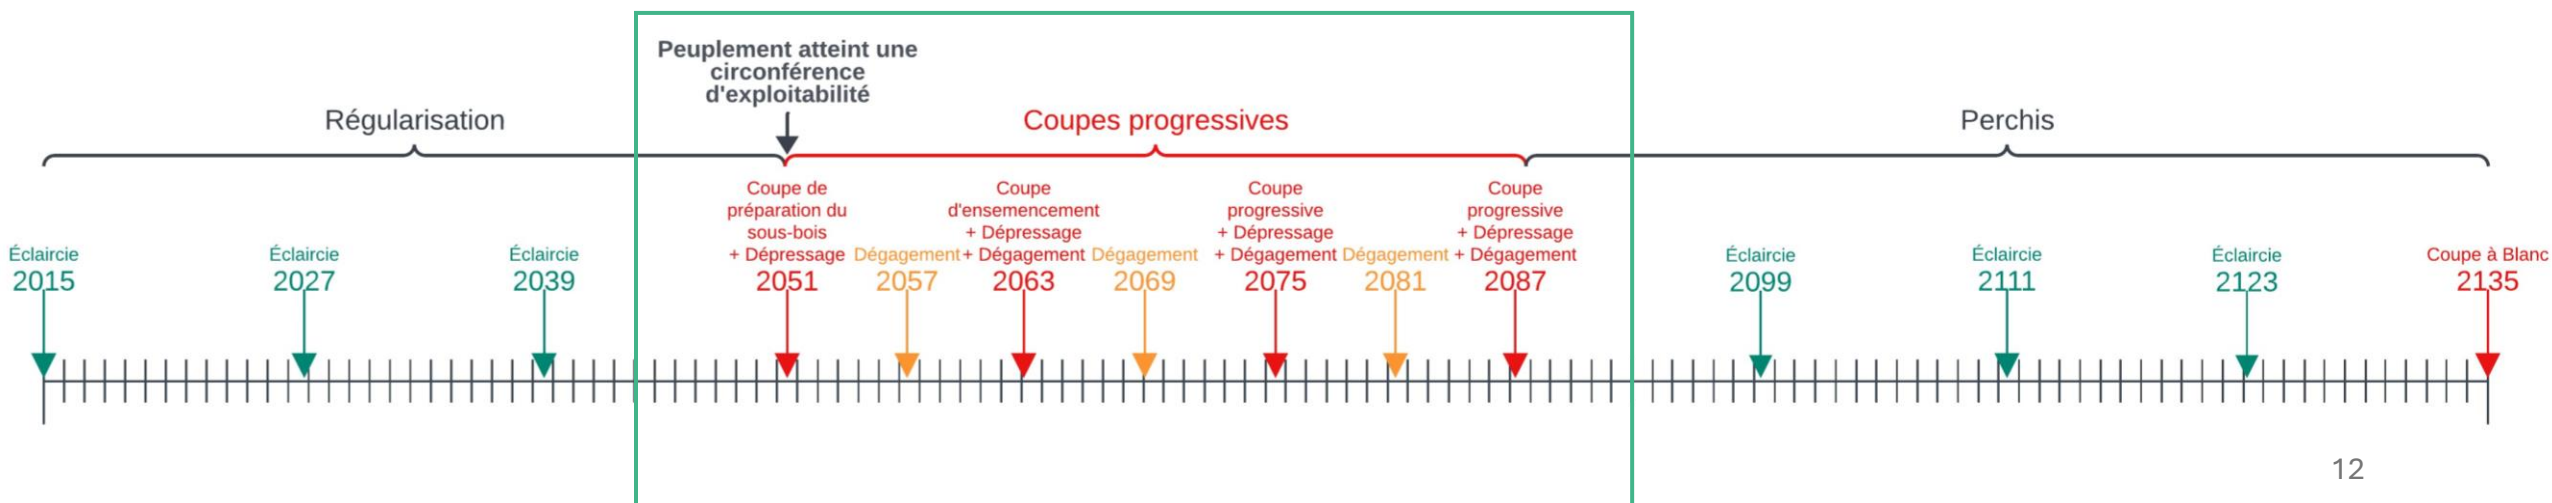 Peuplement atteint une
circonférence
d'exploitabilité
Régularisation
Coupes progressives
Perchis
Éclaircie
2015
Éclaircie
2027
Éclaircie
2039
Coupe de
préparation du
sous-bois
+ Dépressage
2051
Dégagement
2057
Coupe
d'ensemencement
+ Dépressage
+ Dégagement
2063
Dégagement
2069
Coupe
progressive
+ Dépressage
+ Dégagement
2075
Dégagement
2081
Coupe
progressive
+ Dépressage
+ Dégagement
2087
Éclaircie
2099
Éclaircie
2111
Éclaircie
2123
Coupe à Blanc
2135
12